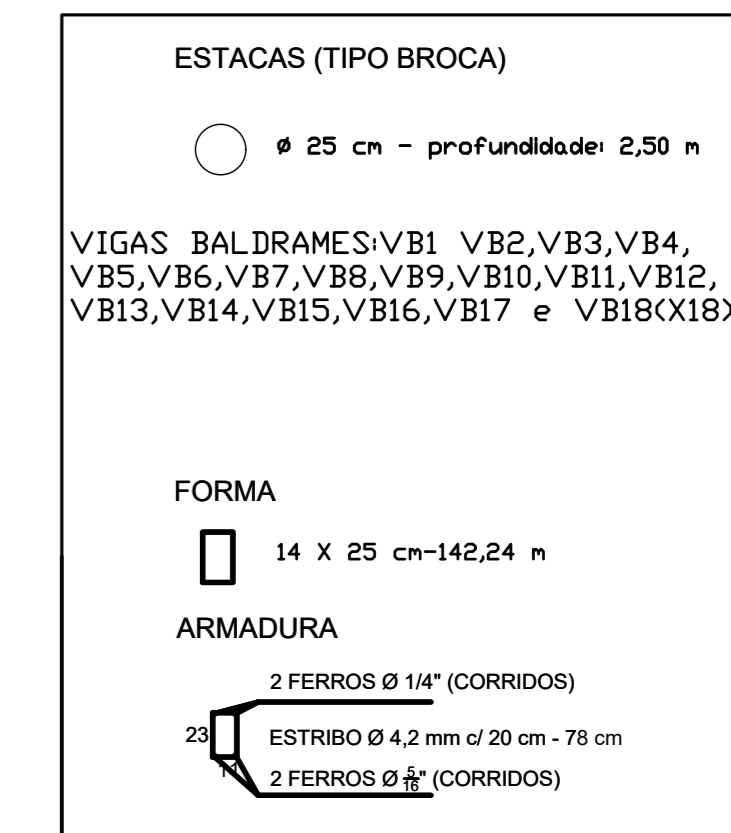 ESTACAS (TIPO BROCA)
Ø 25 cm - profundidade: 2,50 m
VIGAS BALDRAMES:VB1 VB2,VB3,VB4,
VB5,VB6,VB7,VB8,VB9,VB10,VB11,VB12,
VB13,VB14,VB15,VB16,VB17 e VB18(X18)
FORMA
14 X 25 cm-142,24 m
ARMADURA
2 FERROS Ø 1/4" (CORRIDOS)
23
ESTRIBO Ø 4,2 mm c/ 20 cm - 78 cm
11
2 FERROS Ø 5/16" (CORRIDOS)